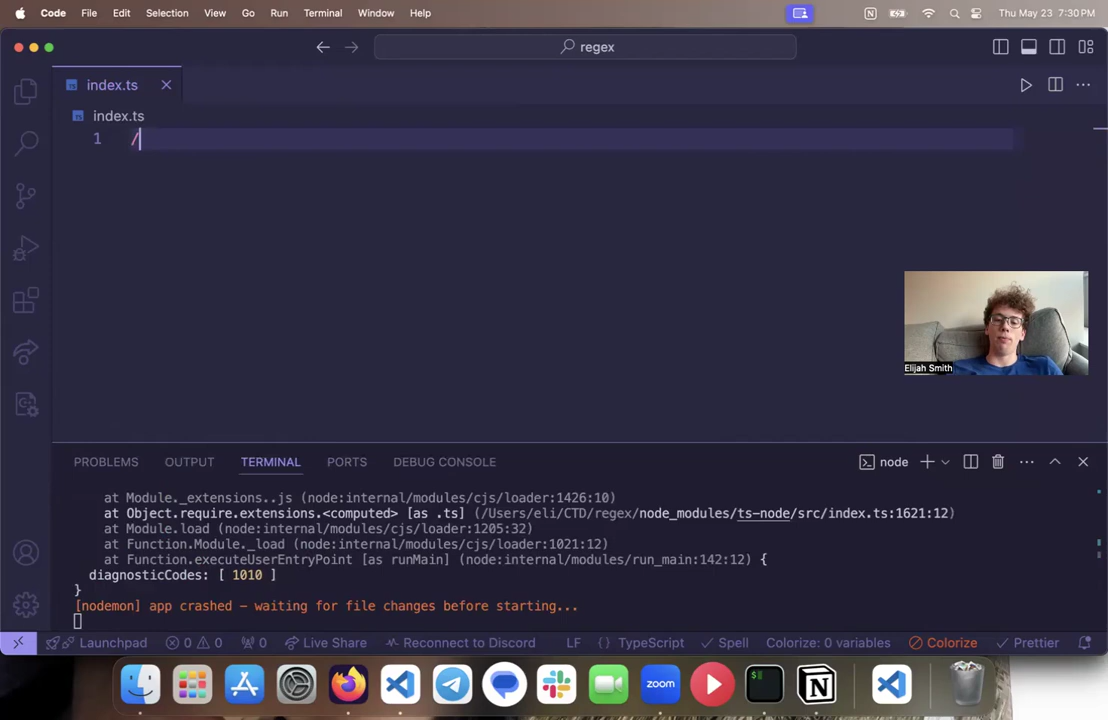 Code File Edit Selection View Go Run Terminal Window Help Thu May 23 7:30 PM
regex
index.ts
index.ts
1 /
Elijah Smith
PROBLEMS OUTPUT TERMINAL PORTS DEBUG CONSOLE node
at Module._extensions..js (node:internal/modules/cjs/loader:1426:10)
at Object.require.extensions.<computed> [as .ts] (/Users/eli/CTD/regex/node_modules/ts-node/src/index.ts:1621:12)
at Module.load (node:internal/modules/cjs/loader:1205:32)
at Function.Module._load (node:internal/modules/cjs/loader:1021:12)
at Function.executeUserEntryPoint [as runMain] (node:internal/modules/run_main:142:12) {
diagnosticCodes: [ 1010 ]
}
[nodemon] app crashed - waiting for file changes before starting...
Launchpad 0 0 0 Live Share Reconnect to Discord LF {} TypeScript Spell Colorize: 0 variables Colorize Prettier
zoom $